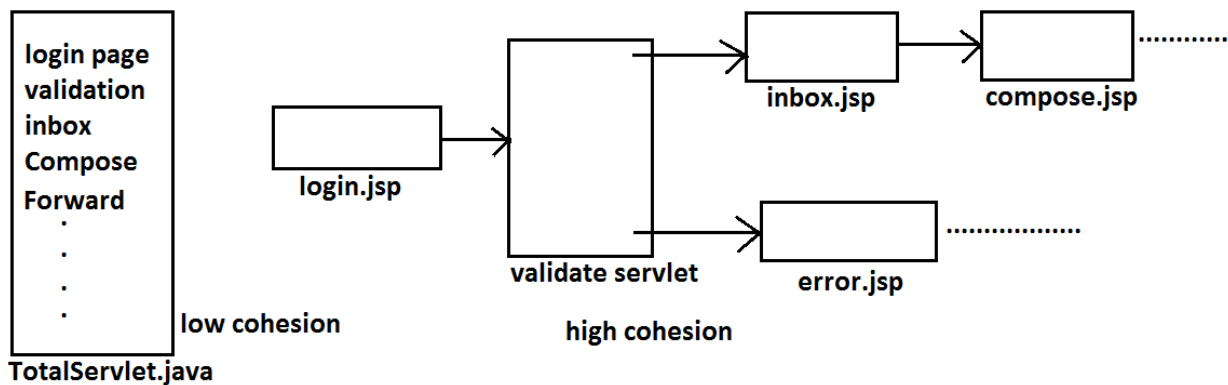 login page
validation
inbox
Compose
Forward
.
.
.
.
low cohesion
TotalServlet.java
login.jsp
validate servlet
inbox.jsp
compose.jsp
............
error.jsp
..................
high cohesion